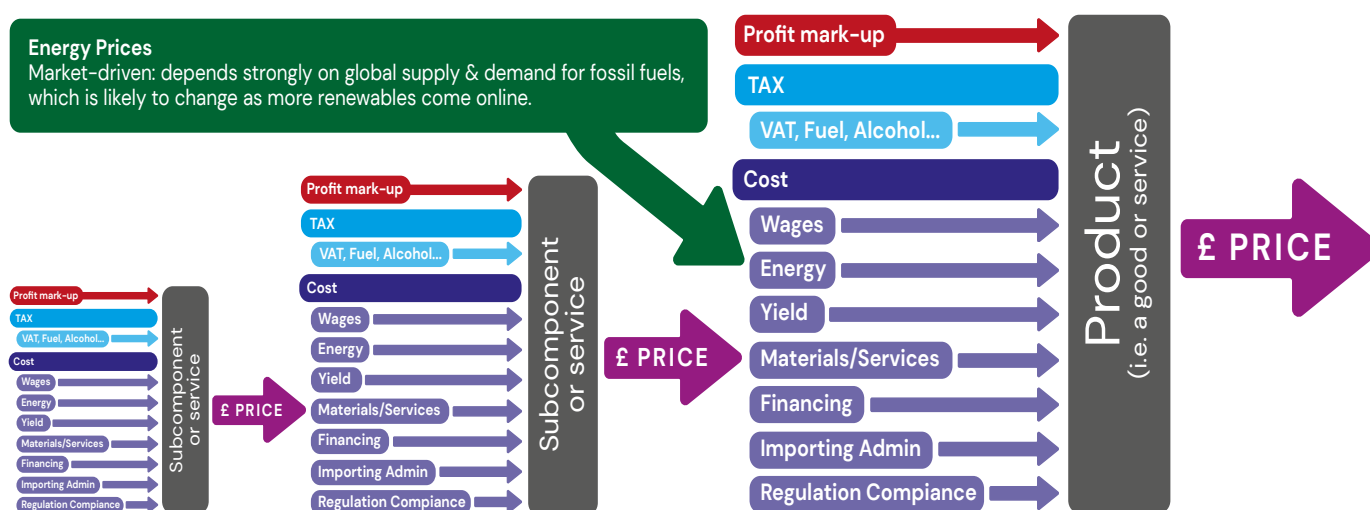 Energy Prices
Market-driven: depends strongly on global supply & demand for fossil fuels,
which is likely to change as more renewables come online.
Profit mark-up
TAX
VAT, Fuel, Alcohol...
Cost
Wages
Energy
Yield
Materials/Services
Financing
Importing Admin
Regulation Compiance
Subcomponent
or service
£ PRICE
Profit mark-up
TAX
VAT, Fuel, Alcohol...
Cost
Wages
Energy
Yield
Materials/Services
Financing
Importing Admin
Regulation Compiance
Subcomponent
or service
£ PRICE
Profit mark-up
TAX
VAT, Fuel, Alcohol...
Cost
Wages
Energy
Yield
Materials/Services
Financing
Importing Admin
Regulation Compiance
Product
(i.e. a good or service)
£ PRICE